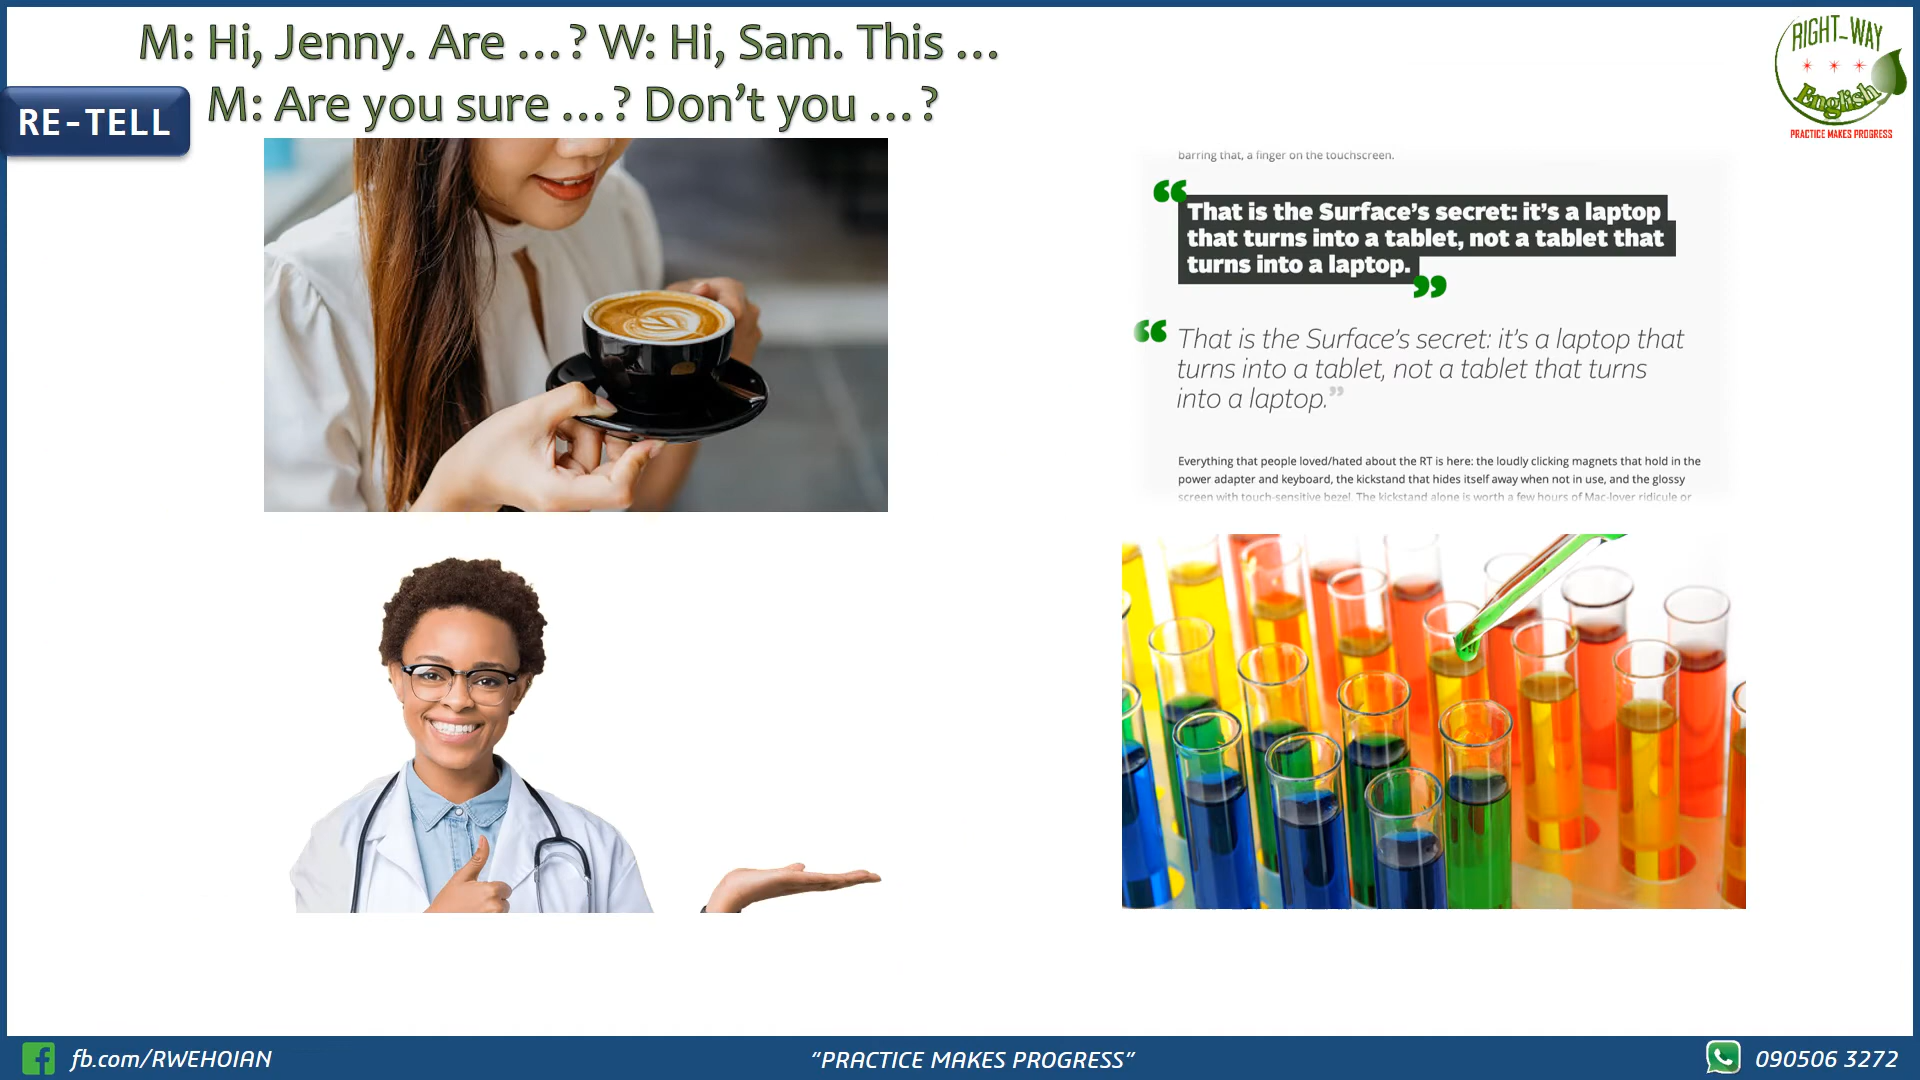 M: Hi, Jenny. Are …? W: Hi, Sam. This …
M: Are you sure …? Don’t you …?
RE-TELL
RIGHT-WAY
English
PRACTICE MAKES PROGRESS
barring that, a finger on the touchscreen.
“That is the Surface’s secret: it’s a laptop
that turns into a tablet, not a tablet that
turns into a laptop.”
“That is the Surface’s secret: it’s a laptop that
turns into a tablet, not a tablet that turns
into a laptop.”
Everything that people loved/hated about the RT is here: the loudly clicking magnets that hold in the
power adapter and keyboard, the kickstand that hides itself away when not in use, and the glossy
screen with touch-sensitive bezel. The kickstand alone is worth a few hours of Mac-lover ridicule or
fb.com/RWEHOIAN
“PRACTICE MAKES PROGRESS”
090506 3272